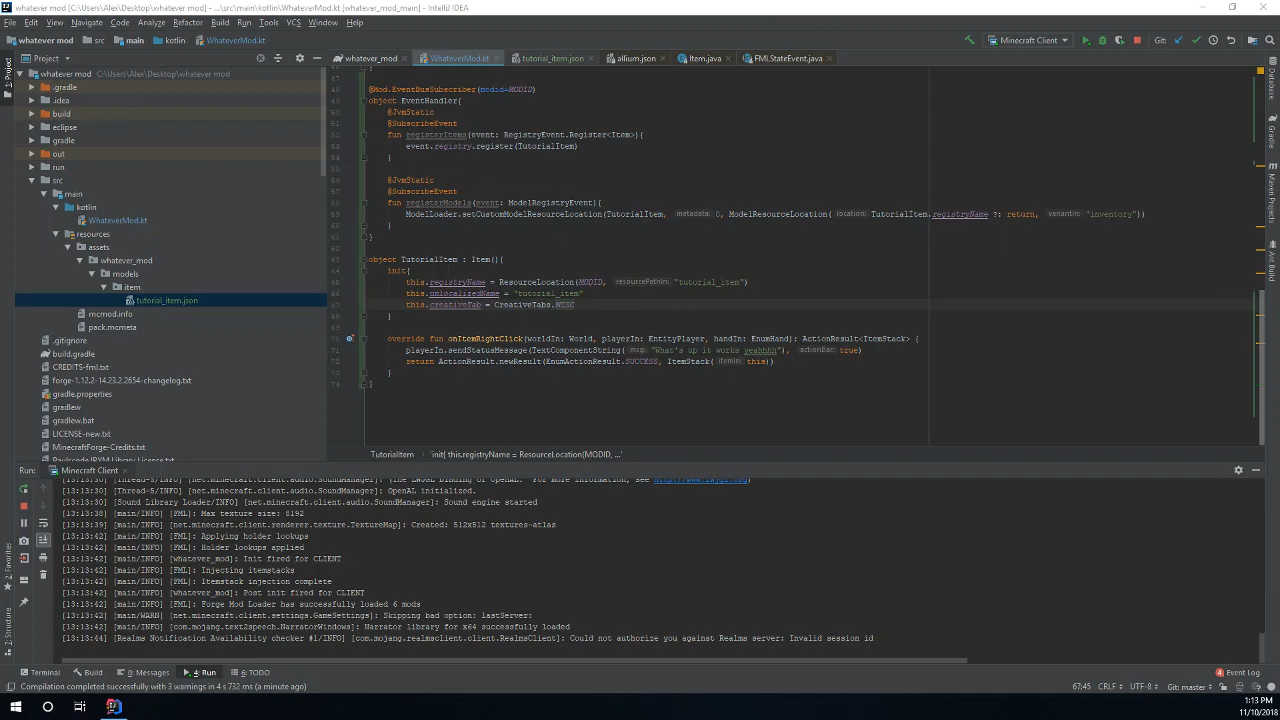 whatever mod [C:\Users\Alex\Desktop\whatever mod] - ...\src\main\kotlin\WhateverMod.kt [whatever_mod_main] - IntelliJ IDEA
File Edit View Navigate Code Analyze Refactor Build Run Tools VCS Window Help
whatever mod src main kotlin WhateverMod.kt Minecraft Client Git:
Project whatever mod WhateverMod.kt tutorial_item.json allium.json Item.java FMLStateEvent.java
whatever mod C:\Users\Alex\Desktop\whatever mod
.gradle
.idea
build
eclipse
gradle
out
run
src
main
kotlin
WhateverMod.kt
resources
assets
whatever_mod
models
item
tutorial_item.json
mcmod.info
pack.mcmeta
.gitignore
build.gradle
CREDITS-fml.txt
forge-1.12.2-14.23.2.2654-changelog.txt
gradle.properties
gradlew
gradlew.bat
LICENSE-new.txt
MinecraftForge-Credits.txt
@Mod.EventBusSubscriber(modid=MODID)
object EventHandler{
@JvmStatic
@SubscribeEvent
fun registerItems(event: RegistryEvent.Register<Item>){
event.registry.register(TutorialItem)
}
@JvmStatic
@SubscribeEvent
fun registerModels(event: ModelRegistryEvent){
ModelLoader.setCustomModelResourceLocation(TutorialItem, metadata: 0, ModelResourceLocation( location: TutorialItem.registryName ?: return, variantIn: "inventory"))
}
}
object TutorialItem : Item(){
init{
this.registryName = ResourceLocation(MODID, resourcePathIn: "tutorial_item")
this.unlocalizedName = "tutorial_item"
this.creativeTab = CreativeTabs.MISC
}
override fun onItemRightClick(worldIn: World, playerIn: EntityPlayer, handIn: EnumHand): ActionResult<ItemStack> {
playerIn.sendStatusMessage(TextComponentString( msg: "What's up it works yeahhhh"), actionBar: true)
return ActionResult.newResult(EnumActionResult.SUCCESS, ItemStack( itemIn: this))
}
}
TutorialItem 'init{ this.registryName = ResourceLocation(MODID, ...'
1: Project
2: Favorites
7: Structure
Database
Maven Projects
Ant Build
Run: Minecraft Client
[13:13:30] [Thread-5/INFO] [net.minecraft.client.audio.SoundManager]: OpenAL initialized.
[13:13:30] [Sound Library Loader/INFO] [net.minecraft.client.audio.SoundManager]: Sound engine started
[13:13:38] [main/INFO] [FML]: Max texture size: 8192
[13:13:39] [main/INFO] [net.minecraft.client.renderer.texture.TextureMap]: Created: 512x512 textures-atlas
[13:13:42] [main/INFO] [FML]: Applying holder lookups
[13:13:42] [main/INFO] [FML]: Holder lookups applied
[13:13:42] [main/INFO] [whatever_mod]: Init fired for CLIENT
[13:13:42] [main/INFO] [FML]: Injecting itemstacks
[13:13:42] [main/INFO] [FML]: Itemstack injection complete
[13:13:42] [main/INFO] [whatever_mod]: Post init fired for CLIENT
[13:13:42] [main/INFO] [FML]: Forge Mod Loader has successfully loaded 6 mods
[13:13:42] [main/WARN] [net.minecraft.client.settings.GameSettings]: Skipping bad option: lastServer:
[13:13:42] [main/INFO] [com.mojang.text2speech.NarratorWindows]: Narrator library for x64 successfully loaded
[13:13:44] [Realms Notification Availability checker #1/INFO] [com.mojang.realmsclient.client.RealmsClient]: Could not authorize you against Realms server: Invalid session id
Terminal Build 0: Messages 4: Run 6: TODO 4 Event Log
Compilation completed successfully with 3 warnings in 4 s 732 ms (a minute ago) 67:45 CRLF UTF-8 Git: master
1:13 PM
11/10/2018